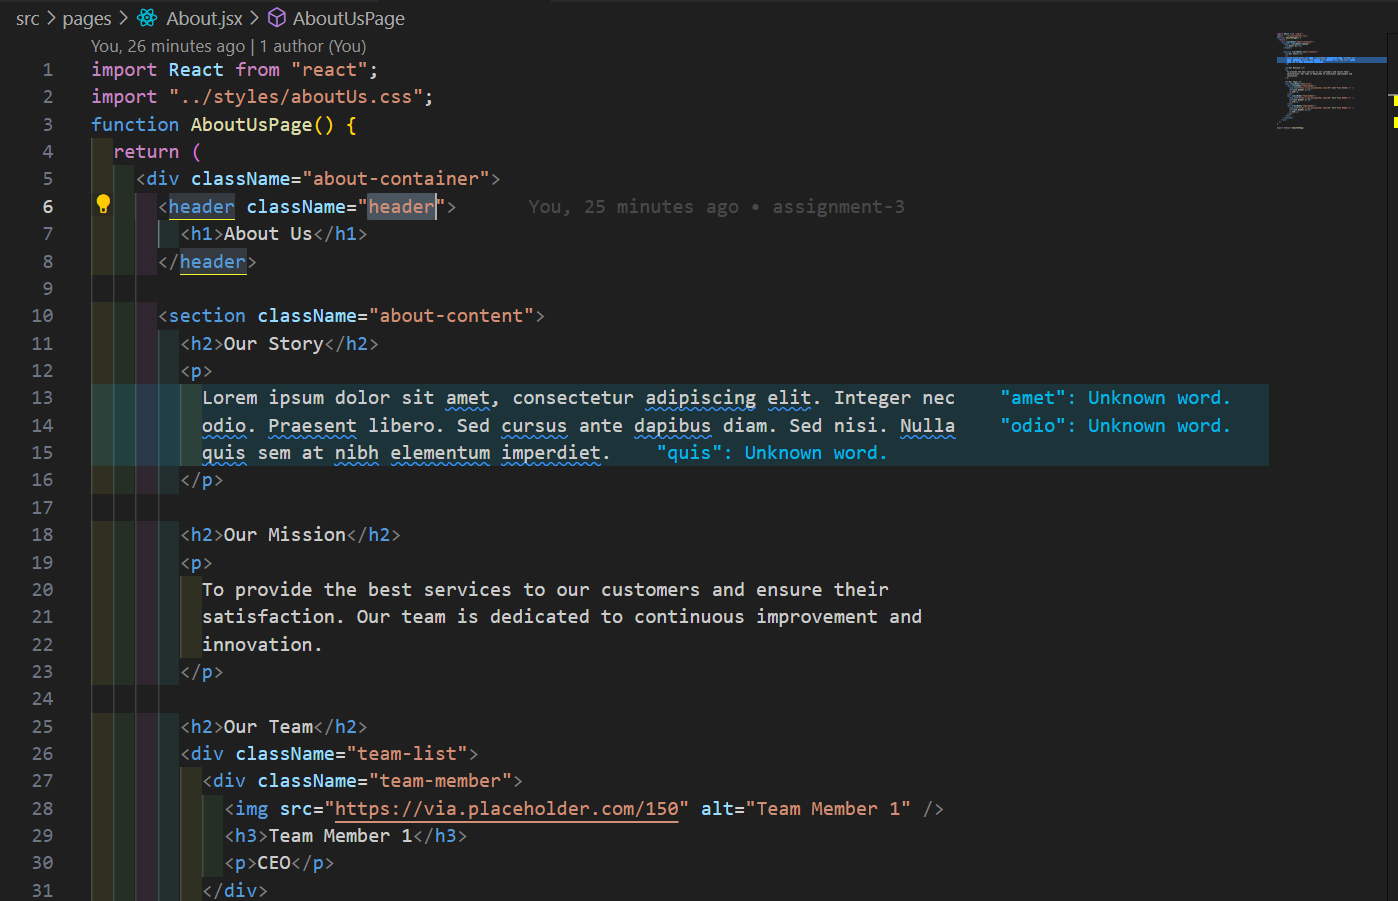 src > pages > About.jsx > AboutUsPage
You, 26 minutes ago | 1 author (You)
1 import React from "react";
2 import "../styles/aboutUs.css";
3 function AboutUsPage() {
4 return (
5 <div className="about-container">
6 <header className="header"> You, 25 minutes ago • assignment-3
7 <h1>About Us</h1>
8 </header>
9
10 <section className="about-content">
11 <h2>Our Story</h2>
12 <p>
13 Lorem ipsum dolor sit amet, consectetur adipiscing elit. Integer nec "amet": Unknown word.
14 odio. Praesent libero. Sed cursus ante dapibus diam. Sed nisi. Nulla "odio": Unknown word.
15 quis sem at nibh elementum imperdiet. "quis": Unknown word.
16 </p>
17
18 <h2>Our Mission</h2>
19 <p>
20 To provide the best services to our customers and ensure their
21 satisfaction. Our team is dedicated to continuous improvement and
22 innovation.
23 </p>
24
25 <h2>Our Team</h2>
26 <div className="team-list">
27 <div className="team-member">
28 <img src="https://via.placeholder.com/150" alt="Team Member 1" />
29 <h3>Team Member 1</h3>
30 <p>CEO</p>
31 </div>